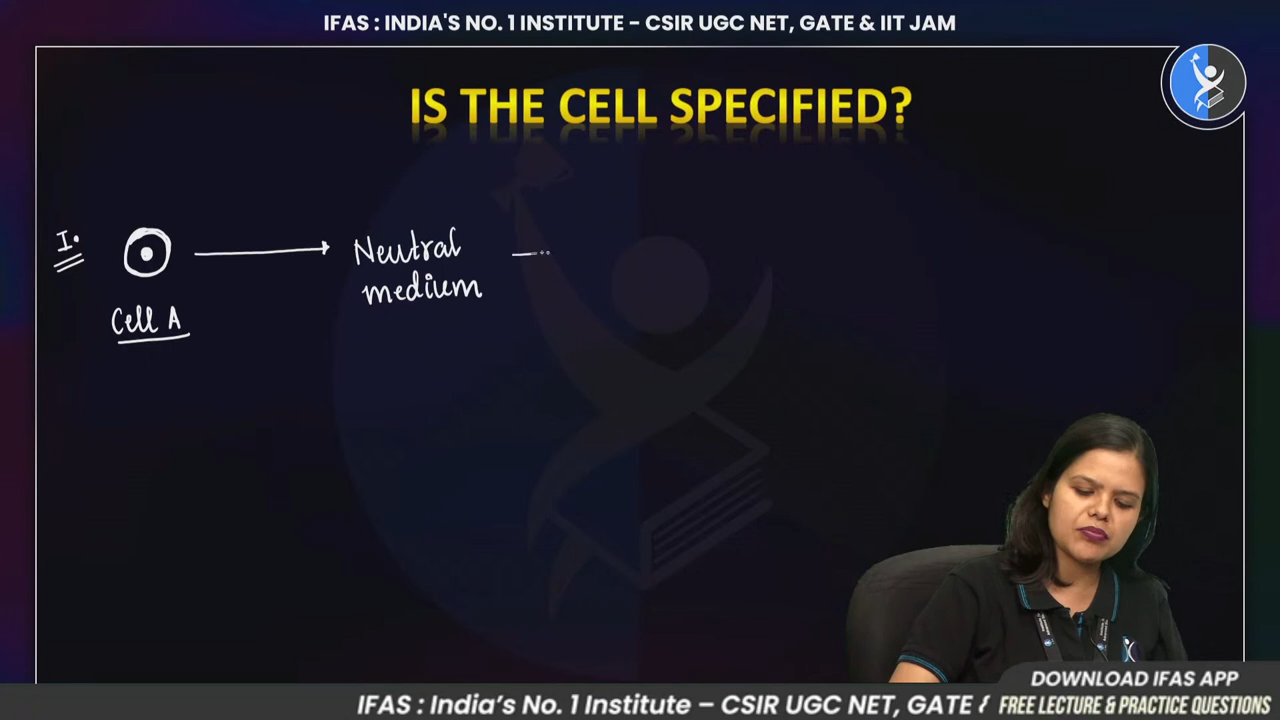 IFAS : INDIA'S NO. 1 INSTITUTE - CSIR UGC NET, GATE & IIT JAM
IS THE CELL SPECIFIED?
I.
Neutral
medium
Cell A
DOWNLOAD IFAS APP
IFAS : India's No. 1 Institute – CSIR UGC NET, GATE
FREE LECTURE & PRACTICE QUESTIONS